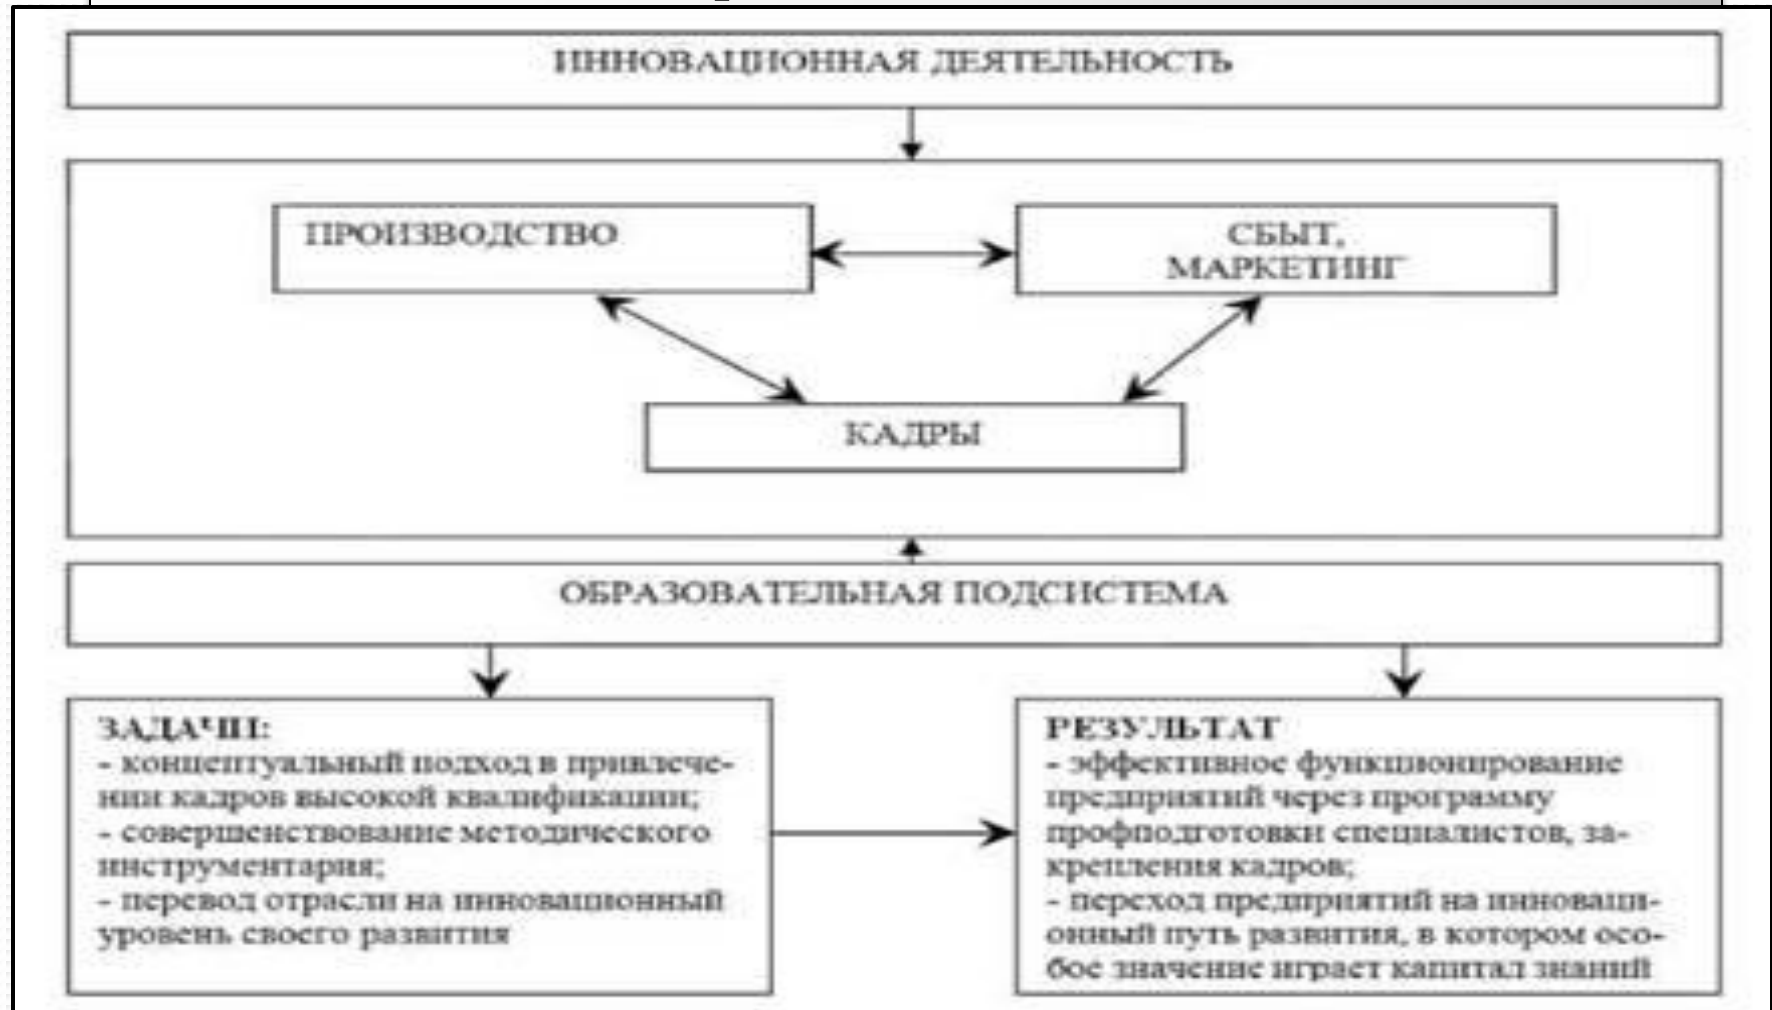 ИННОВАЦИОННАЯ ДЕЯТЕЛЬНОСТЬ
ПРОИЗВОДСТВО
СБЫТ,
МАРКЕТИНГ
КАДРЫ
ОБРАЗОВАТЕЛЬНАЯ ПОДСИСТЕМА
ЗАДАЧИ:
- концептуальный подход в привлече-
нии кадров высокой квалификации;
- совершенствование методического
инструментария;
- перевод отрасли на инновационный
уровень своего развития
РЕЗУЛЬТАТ
- эффективное функционирование
предприятий через программу
профподготовки специалистов, за-
крепления кадров;
- переход предприятий на инноваци-
онный путь развития, в котором осо-
бое значение играет капитал знаний